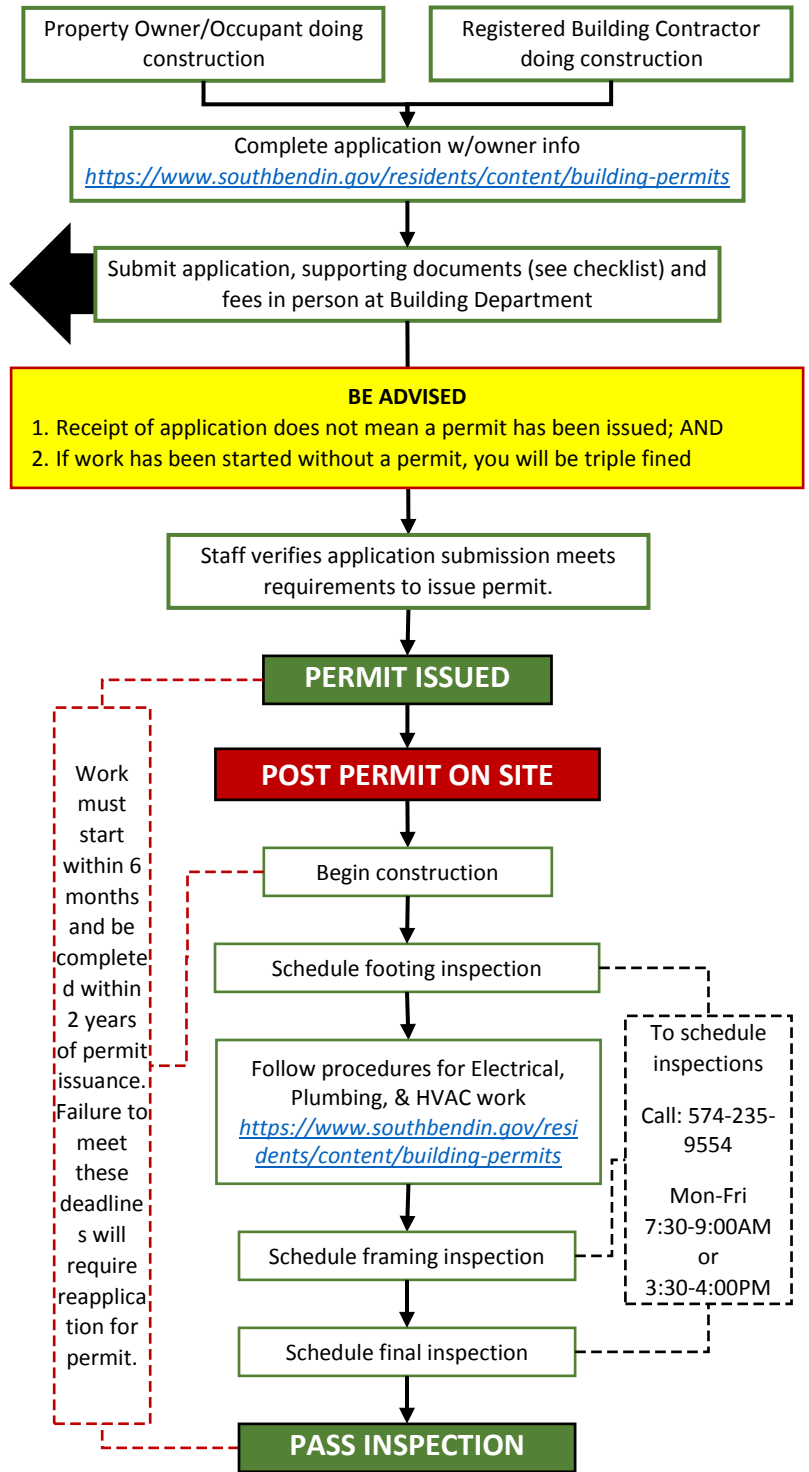 Property Owner/Occupant doing
construction
Registered Building Contractor
doing construction
Complete application w/owner info
https://www.southbendin.gov/residents/content/building-permits
Submit application, supporting documents (see checklist) and
fees in person at Building Department
BE ADVISED
1. Receipt of application does not mean a permit has been issued; AND
2. If work has been started without a permit, you will be triple fined
Staff verifies application submission meets
requirements to issue permit.
PERMIT ISSUED
POST PERMIT ON SITE
Work
must
start
within 6
months
and be
complete
d within
2 years
of permit
issuance.
Failure to
meet
these
deadline
s will
require
reapplica
tion for
permit.
Begin construction
Schedule footing inspection
Follow procedures for Electrical,
Plumbing, & HVAC work
https://www.southbendin.gov/resi
dents/content/building-permits
To schedule
inspections
Call: 574-235-
9554
Mon-Fri
7:30-9:00AM
or
3:30-4:00PM
Schedule framing inspection
Schedule final inspection
PASS INSPECTION